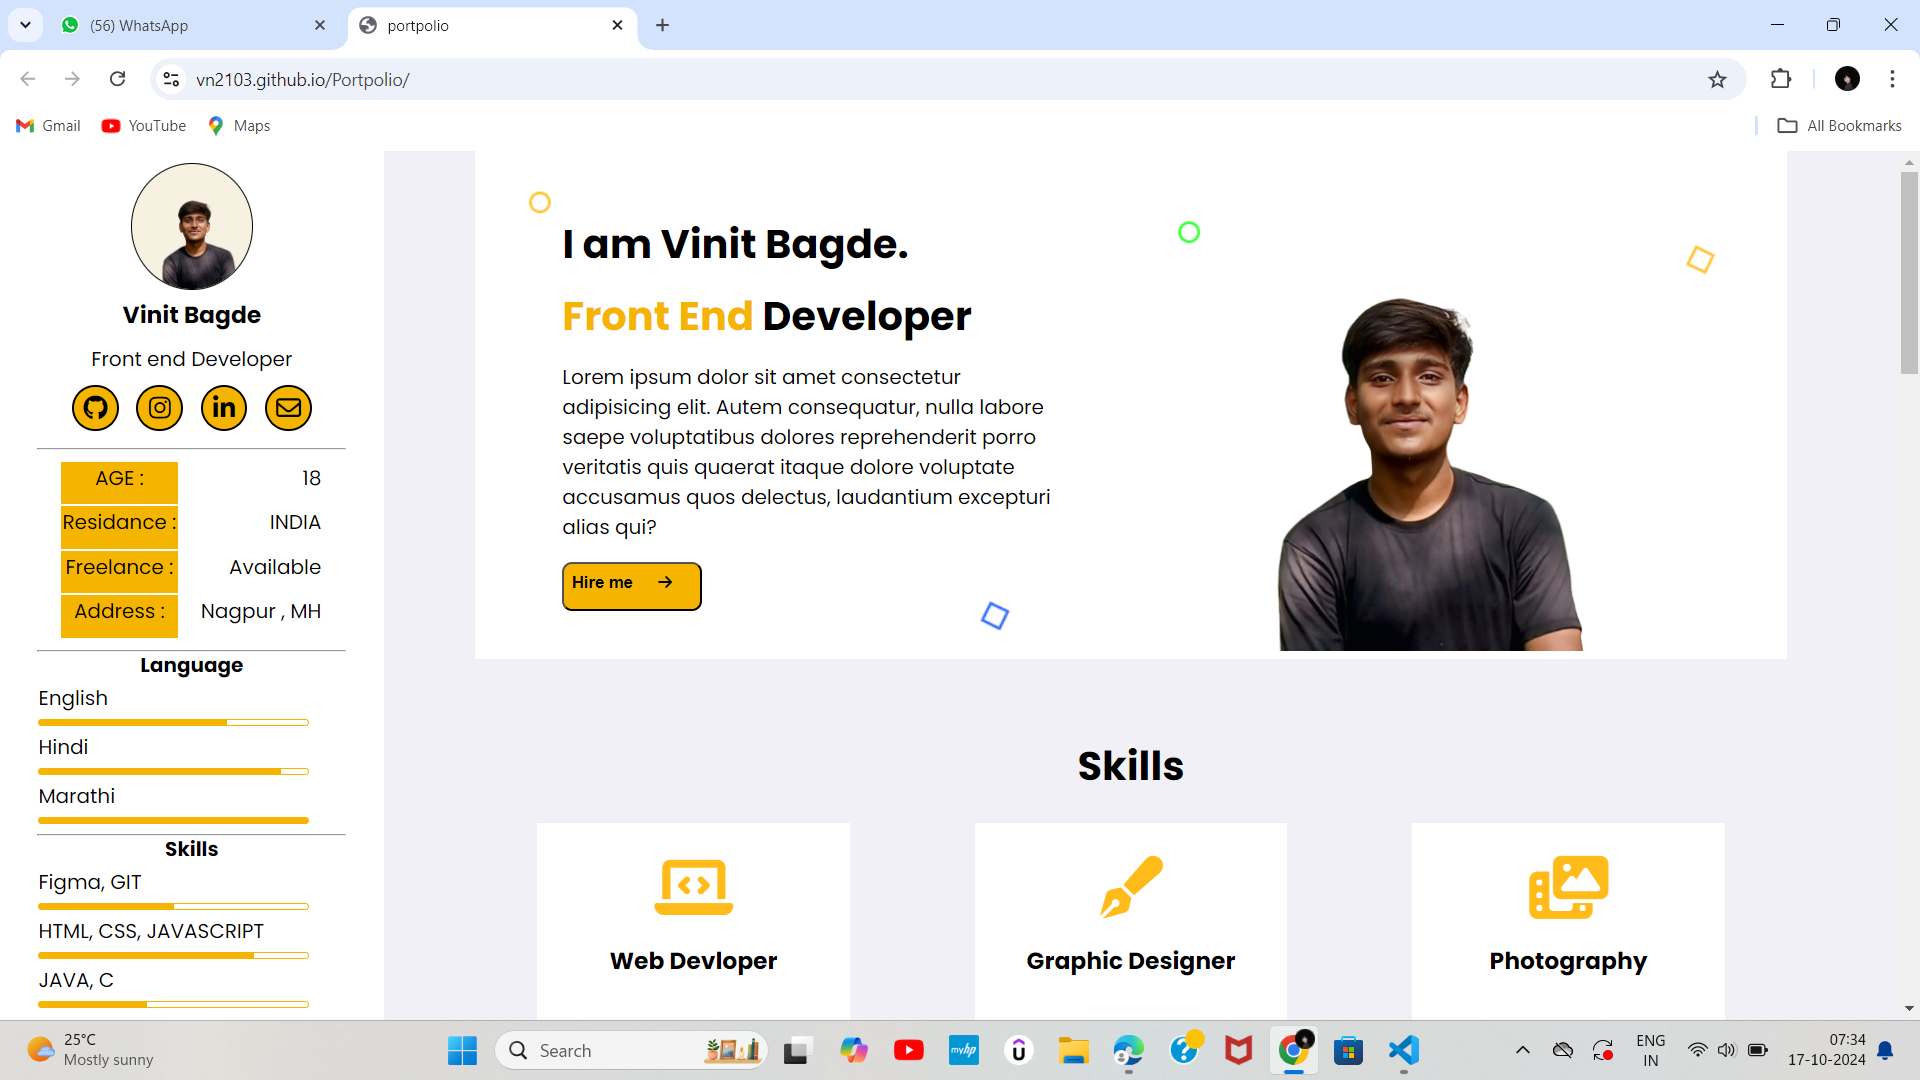 (56) WhatsApp
portpolio
vn2103.github.io/Portpolio/
Gmail
YouTube
Maps
All Bookmarks
Vinit Bagde
Front end Developer
in
AGE :
18
Residance :
INDIA
Freelance :
Available
Address :
Nagpur , MH
Language
English
Hindi
Marathi
Skills
Figma, GIT
HTML, CSS, JAVASCRIPT
JAVA, C
I am Vinit Bagde.
Front End Developer
Lorem ipsum dolor sit amet consectetur
adipisicing elit. Autem consequatur, nulla labore
saepe voluptatibus dolores reprehenderit porro
veritatis quis quaerat itaque dolore voluptate
accusamus quos delectus, laudantium excepturi
alias qui?
Hire me
Skills
Web Devloper
Graphic Designer
Photography
25°C
Mostly sunny
Search
myhp
ENG
IN
07:34
17-10-2024